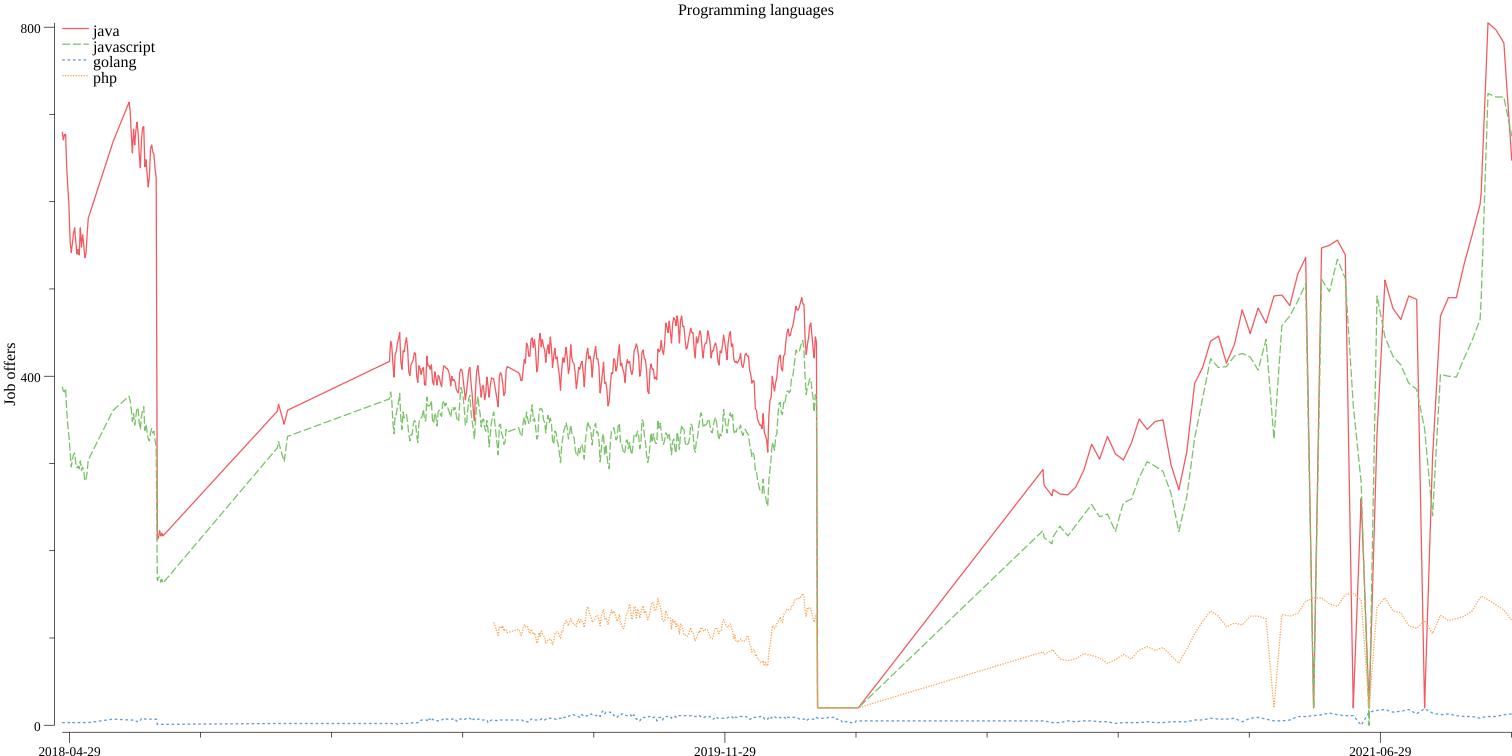 Programming languages
800
java
javascript
golang
php
Job offers
400
0
2018-04-29
2019-11-29
2021-06-29